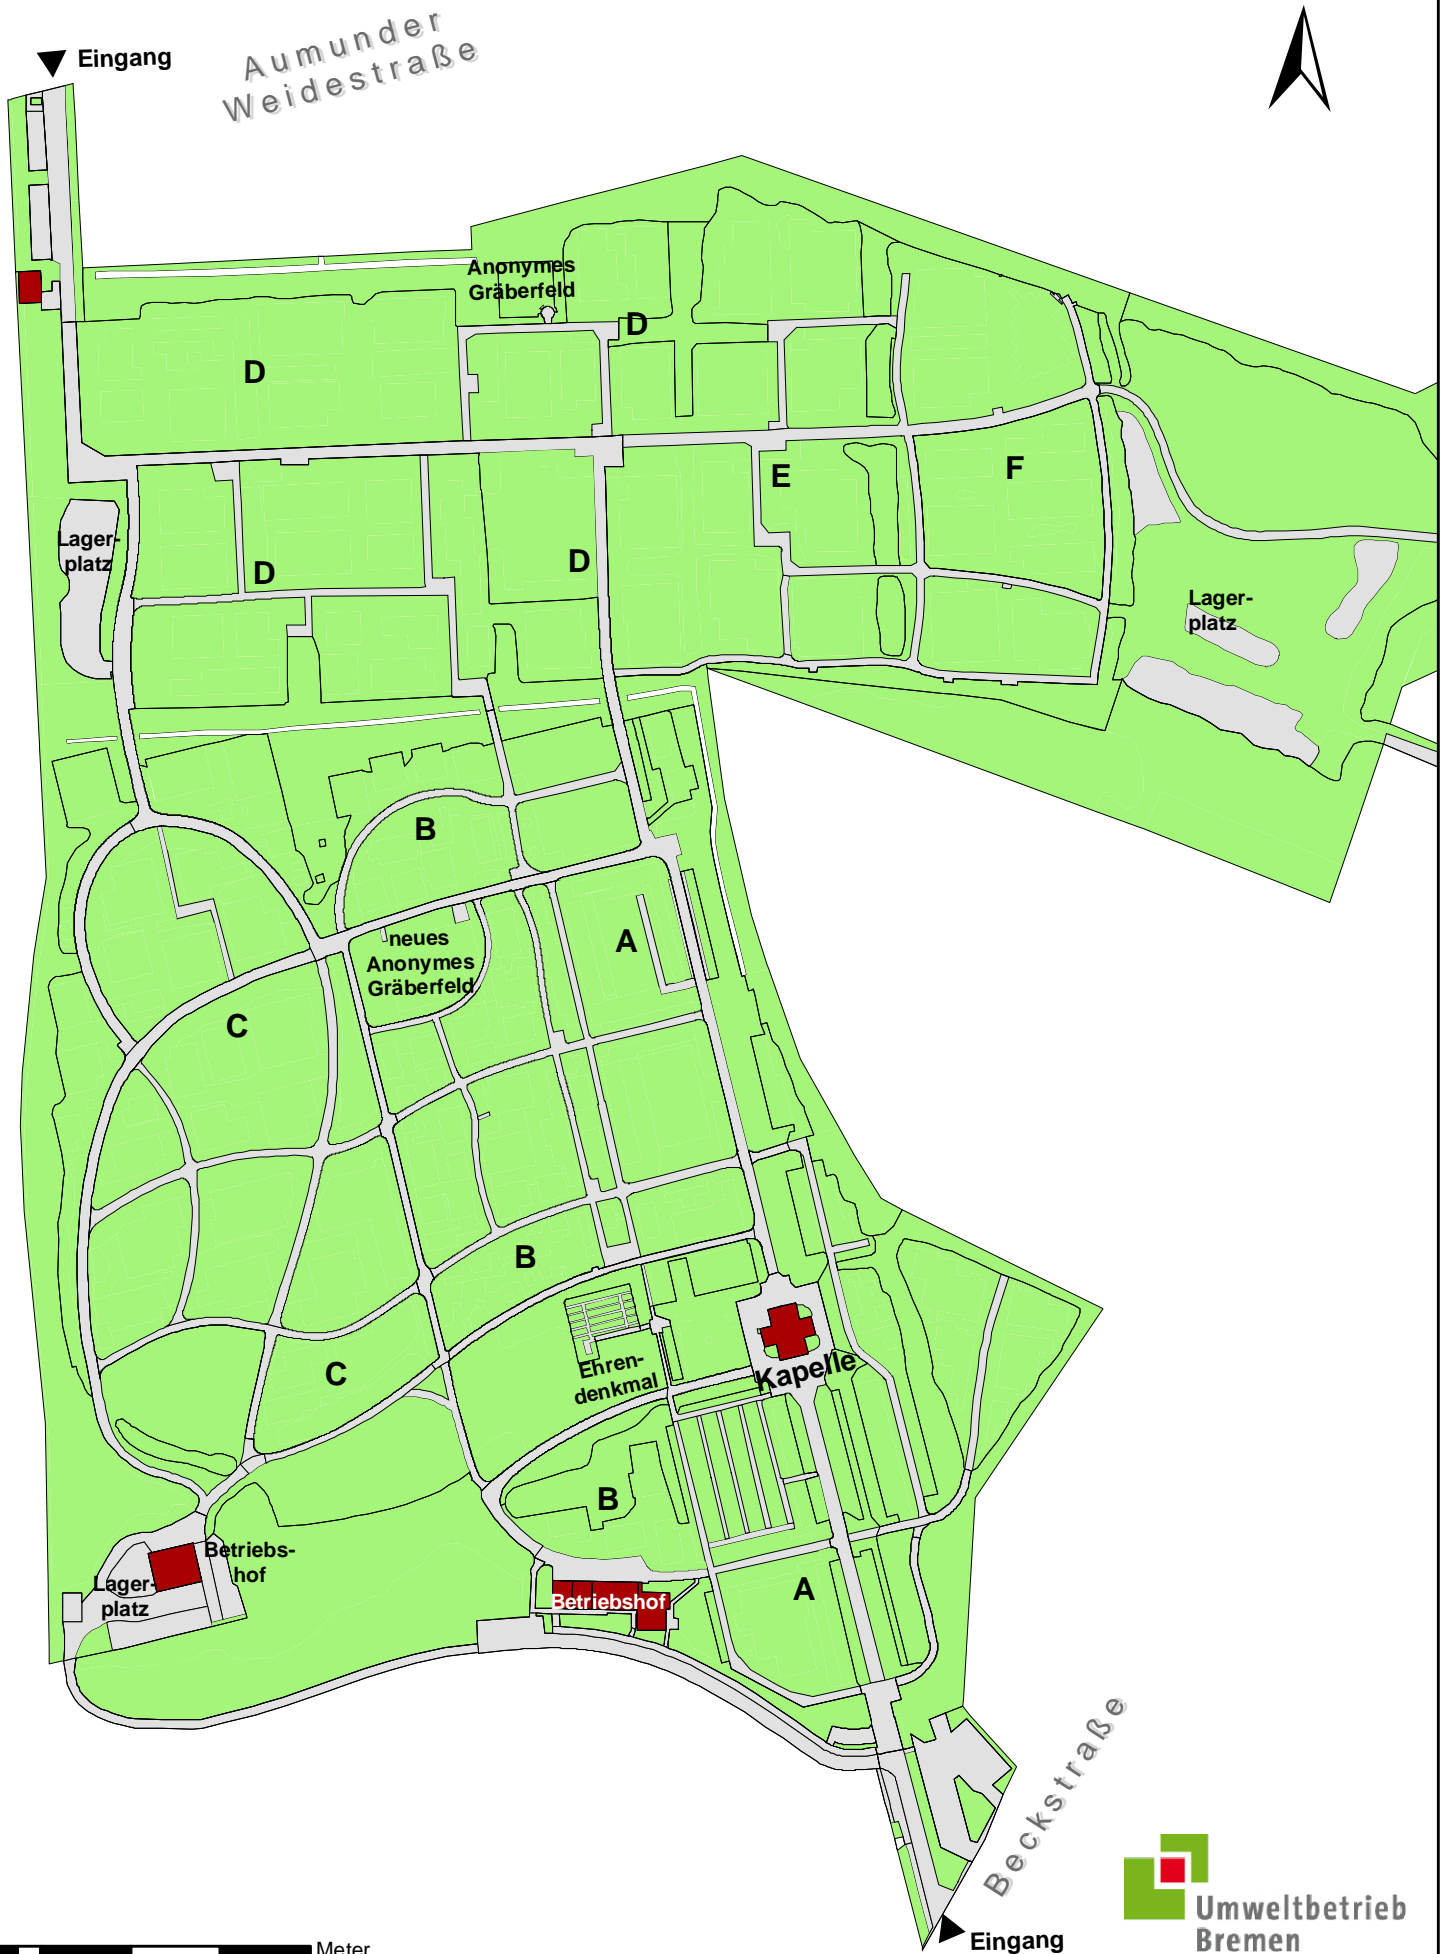 Eingang
Aumunder
Weidestraße
Anonymes
Gräberfeld
D
D
E
F
Lager-
platz
D
D
Lager-
platz
B
A
neues
Anonymes
Gräberfeld
C
B
Ehren-
denkmal
Kapelle
C
B
Betriebs-
hof
Lager-
platz
Betriebshof
A
Beckstraße
Umweltbetrieb
Bremen
Eingang
Meter